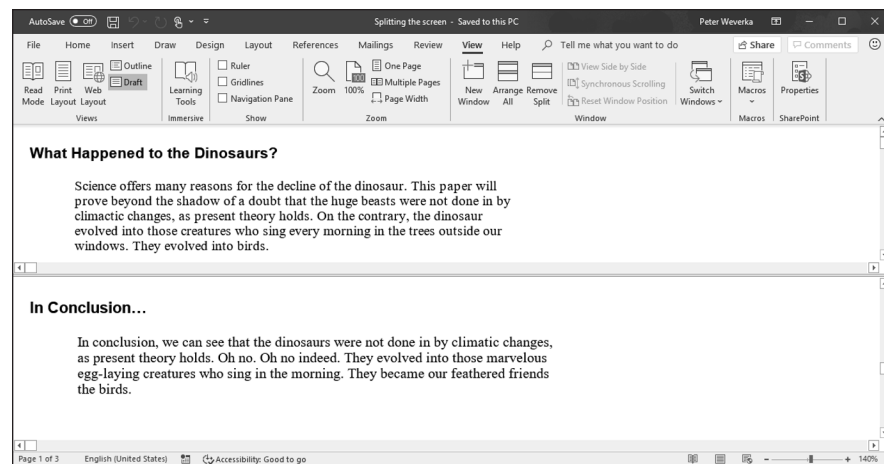 AutoSave Off Splitting the screen - Saved to this PC Peter Weverka
File Home Insert Draw Design Layout References Mailings Review View Help Tell me what you want to do Share Comments
Read Mode
Print Layout
Web Layout
Outline
Draft
Views
Learning Tools
Immersive
Ruler
Gridlines
Navigation Pane
Show
Zoom
100
100%
One Page
Multiple Pages
Page Width
Zoom
New Window
Arrange All
Remove Split
View Side by Side
Synchronous Scrolling
Reset Window Position
Switch Windows
Window
Macros
Macros
Properties
SharePoint
What Happened to the Dinosaurs?
Science offers many reasons for the decline of the dinosaur. This paper will
prove beyond the shadow of a doubt that the huge beasts were not done in by
climactic changes, as present theory holds. On the contrary, the dinosaur
evolved into those creatures who sing every morning in the trees outside our
windows. They evolved into birds.
In Conclusion…
In conclusion, we can see that the dinosaurs were not done in by climatic changes,
as present theory holds. Oh no. Oh no indeed. They evolved into those marvelous
egg-laying creatures who sing in the morning. They became our feathered friends
the birds.
Page 1 of 3 English (United States) Accessibility: Good to go 140%